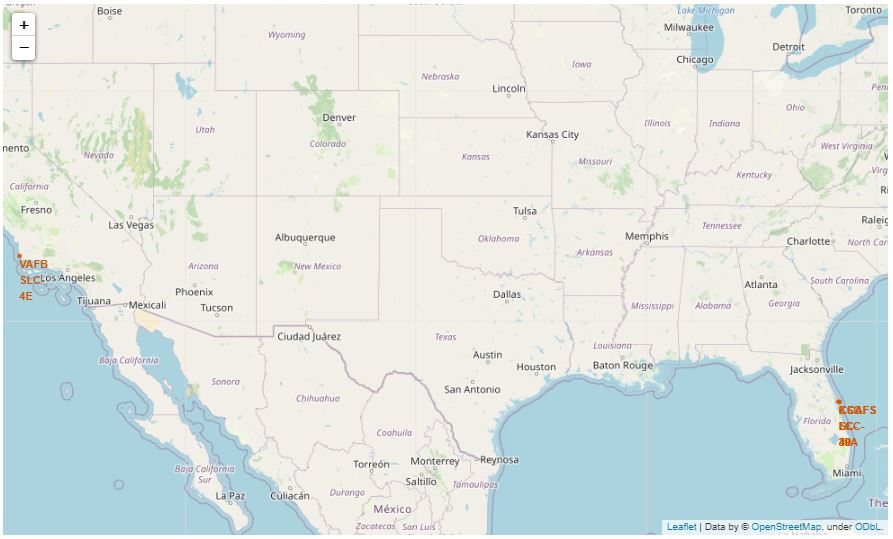 Boise
Lake Michigan
Toronto
+
−
Wyoming
Milwaukee
Detroit
Chicago
Nebraska
Iowa
Lincoln
Ohio
Denver
Utah
Illinois
Indiana
Colorado
Kansas City
nento
Nevada
Kansas
Missouri
West Virginia
Kentucky
California
Fresno
Las Vegas
Tulsa
Albuquerque
Oklahoma
Memphis
Tennessee
Charlotte
Raleig
North Ca
Arkansas
VAFB
SLC-
4E
Los Angeles
Arizona
New Mexico
Phoenix
Tucson
Tijuana
Mexicali
Dallas
Mississippi
Alabama
Atlanta
Georgia
South Carolina
Ciudad Juárez
Texas
Louisiana
Austin
Houston
Baton Rouge
Jacksonville
Baja California
Sonora
Chihuahua
San Antonio
CCAFS
Florida
Coahuila
Torreón
Monterrey
Reynosa
Saltillo
Tamaulipas
Miami
Baja California
Sur
La Paz
Culiacán
Durango
México
Zacatecas
San Luis
The
Leaflet | Data by © OpenStreetMap, under ODbL.